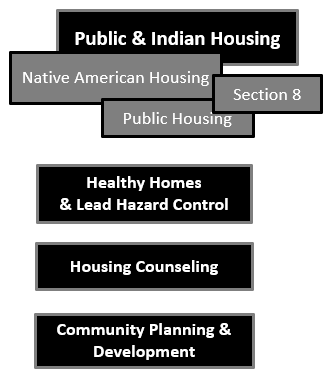 Public & Indian Housing
Native American Housing
Section 8
Public Housing
Healthy Homes
& Lead Hazard Control
Housing Counseling
Community Planning &
Development